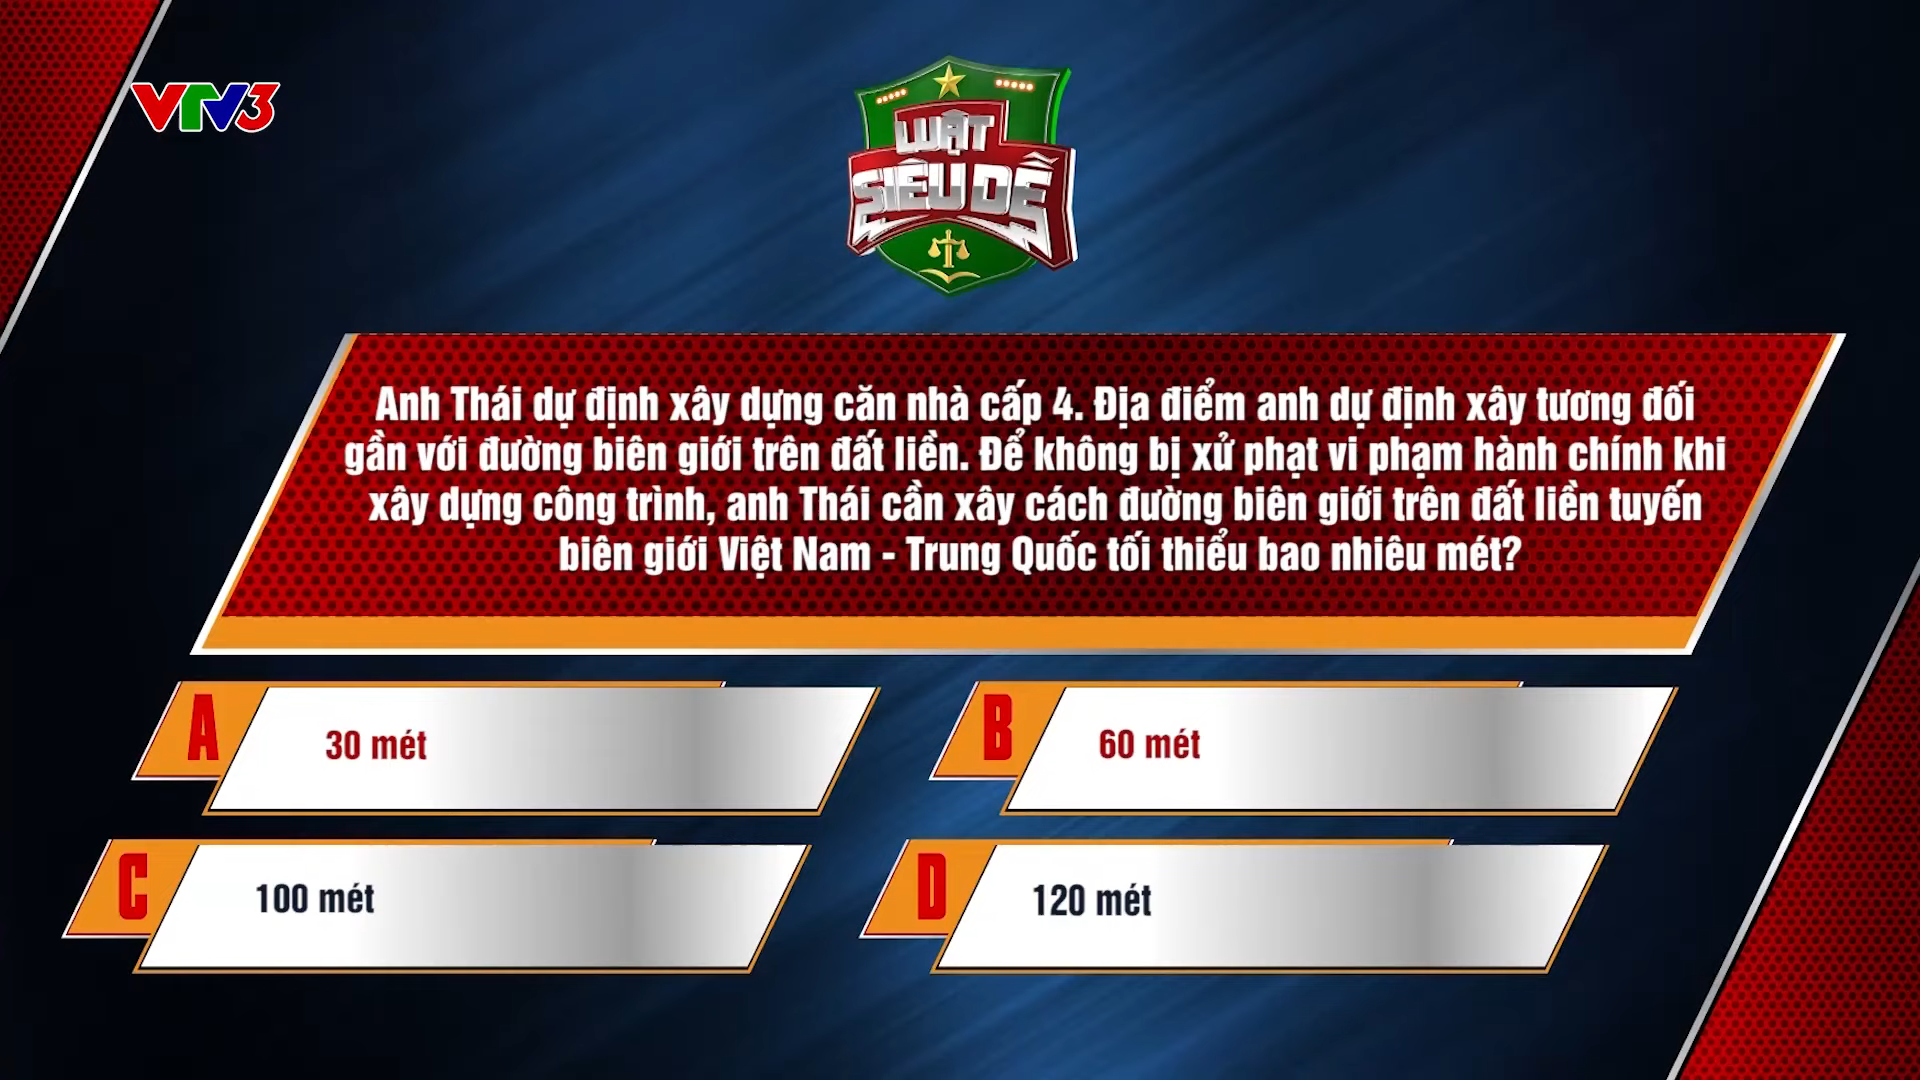 VTV3
LUẬT
SIÊU DỄ
Anh Thái dự định xây dựng căn nhà cấp 4. Địa điểm anh dự định xây tương đối
gần với đường biên giới trên đất liền. Để không bị xử phạt vi phạm hành chính khi
xây dựng công trình, anh Thái cần xây cách đường biên giới trên đất liền tuyến
biên giới Việt Nam - Trung Quốc tối thiểu bao nhiêu mét?
A 30 mét
B 60 mét
C 100 mét
D 120 mét